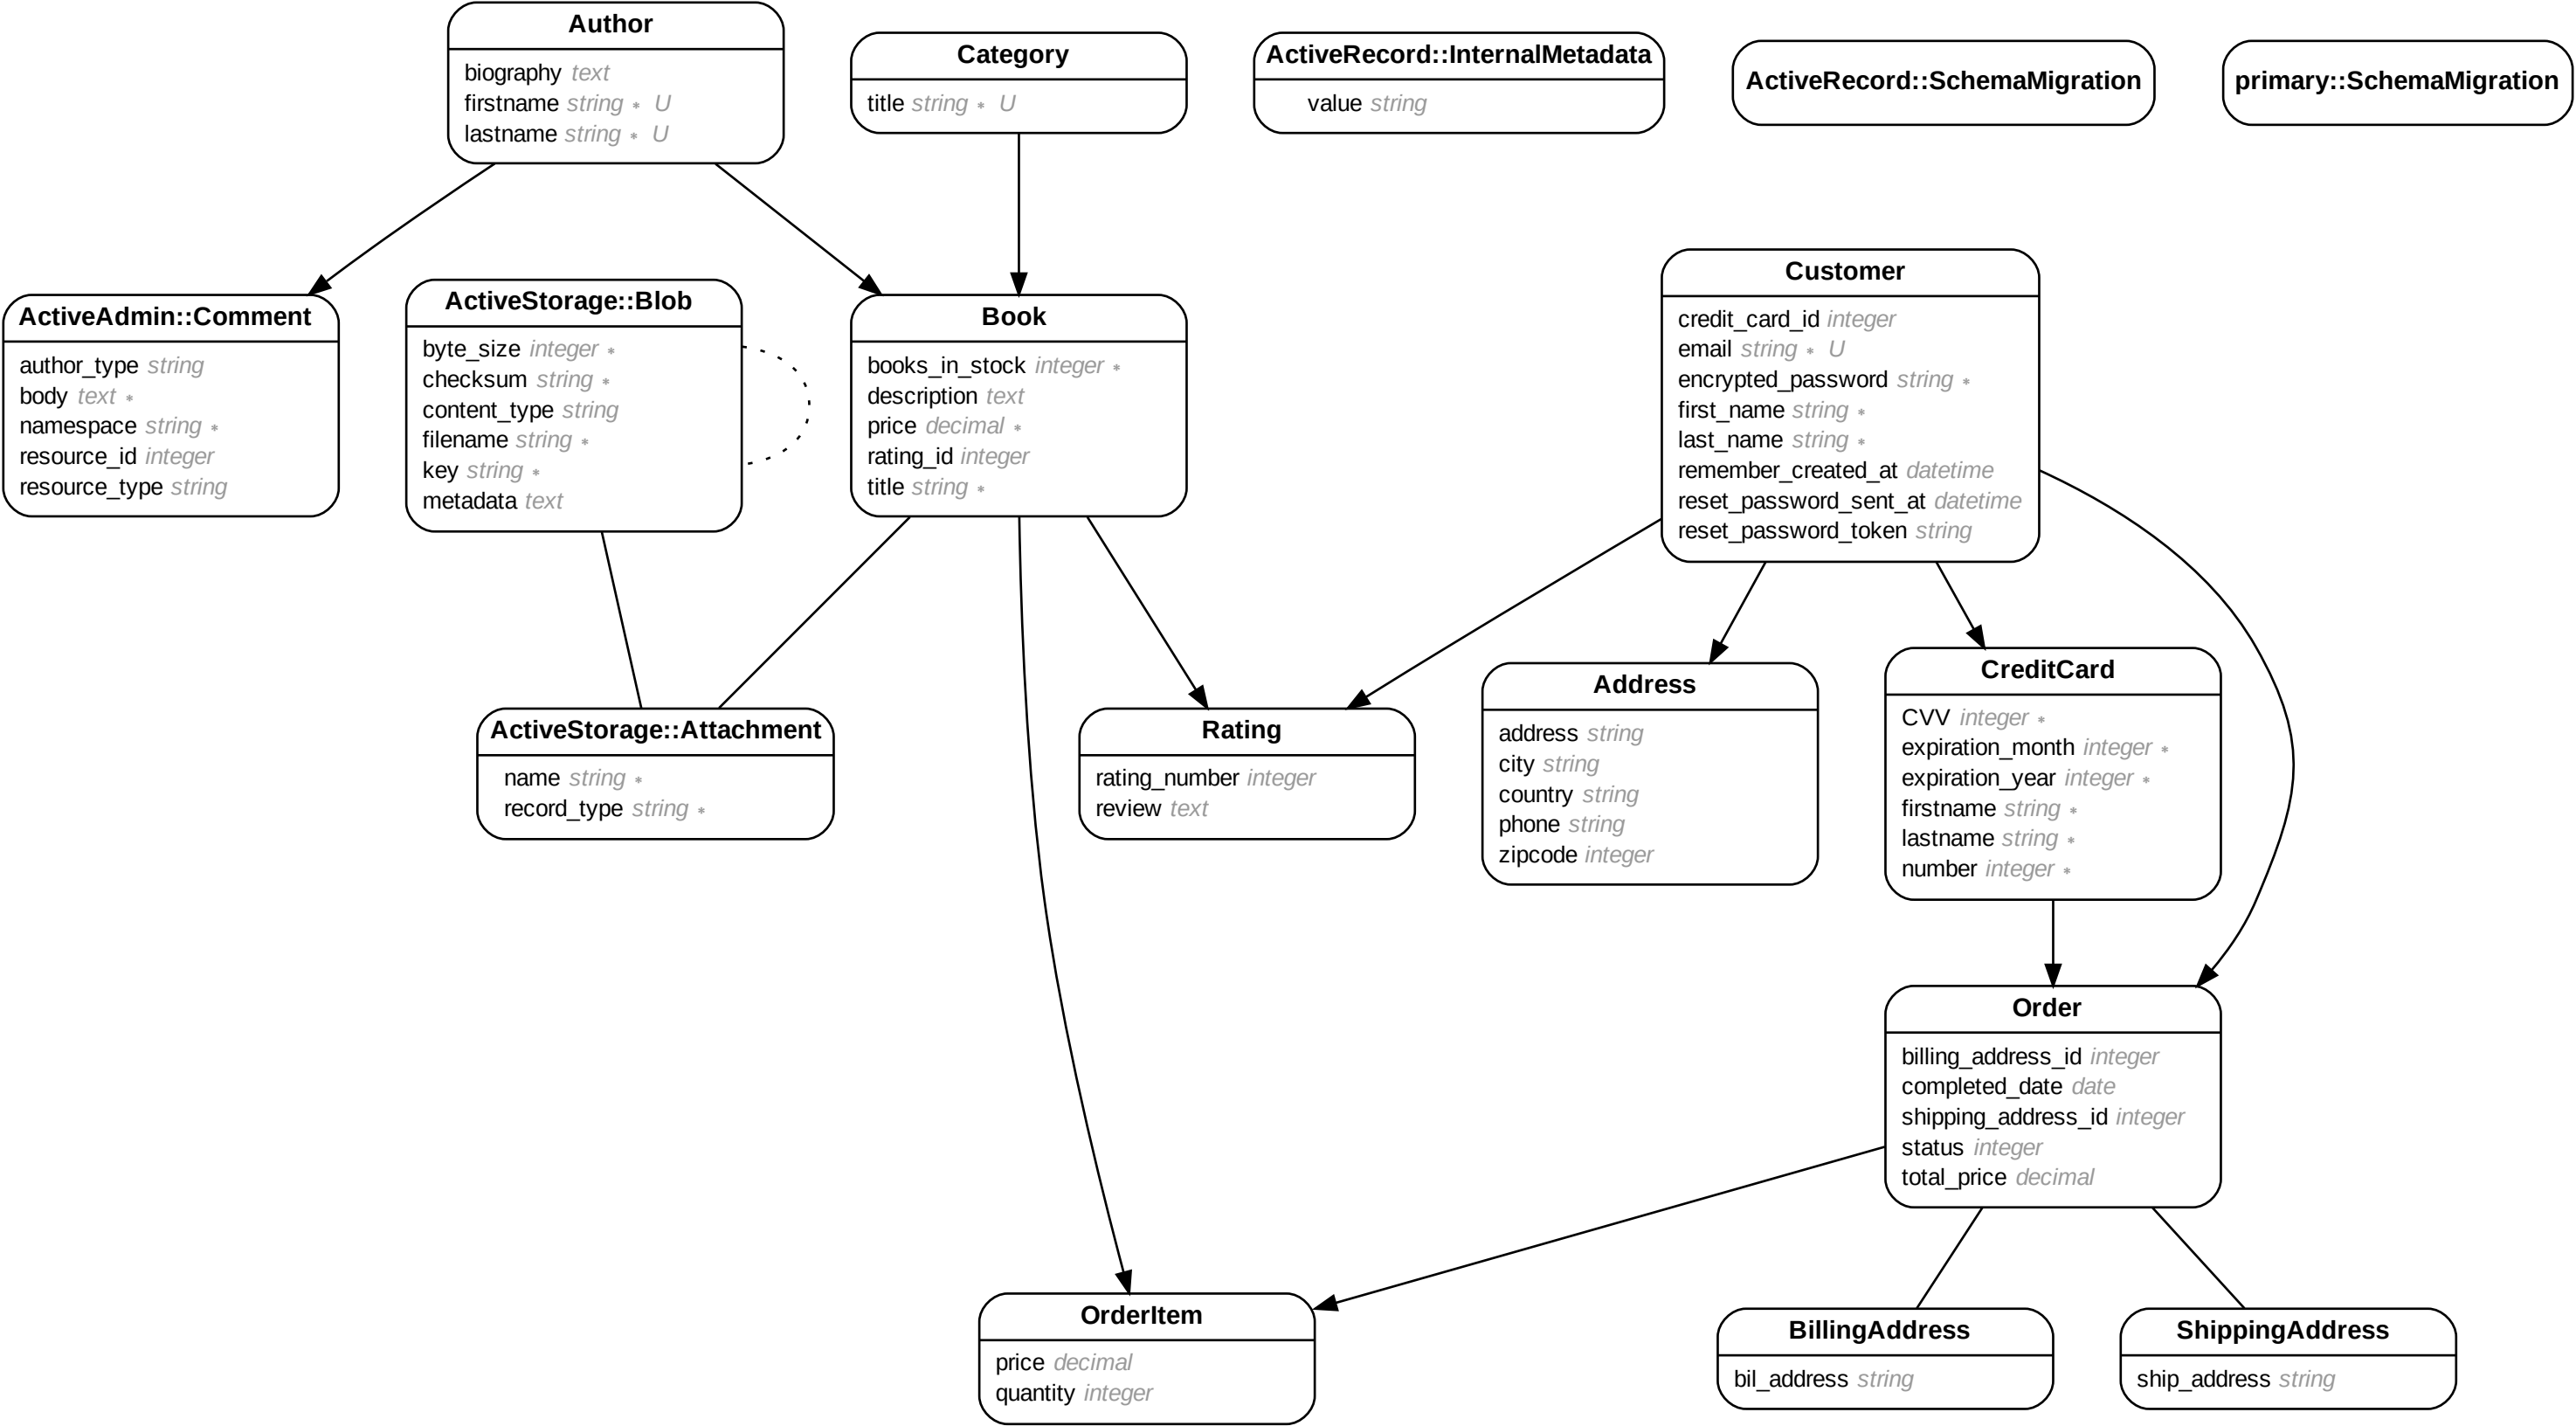 Author
biography text
firstname string * U
lastname string * U
Category
title string * U
ActiveRecord::InternalMetadata
value string
ActiveRecord::SchemaMigration
primary::SchemaMigration
ActiveAdmin::Comment
author_type string
body text *
namespace string *
resource_id integer
resource_type string
ActiveStorage::Blob
byte_size integer *
checksum string *
content_type string
filename string *
key string *
metadata text
Book
books_in_stock integer *
description text
price decimal *
rating_id integer
title string *
Customer
credit_card_id integer
email string * U
encrypted_password string *
first_name string *
last_name string *
remember_created_at datetime
reset_password_sent_at datetime
reset_password_token string
ActiveStorage::Attachment
name string *
record_type string *
Rating
rating_number integer
review text
Address
address string
city string
country string
phone string
zipcode integer
CreditCard
CVV integer *
expiration_month integer *
expiration_year integer *
firstname string *
lastname string *
number integer *
Order
billing_address_id integer
completed_date date
shipping_address_id integer
status integer
total_price decimal
OrderItem
price decimal
quantity integer
BillingAddress
bil_address string
ShippingAddress
ship_address string